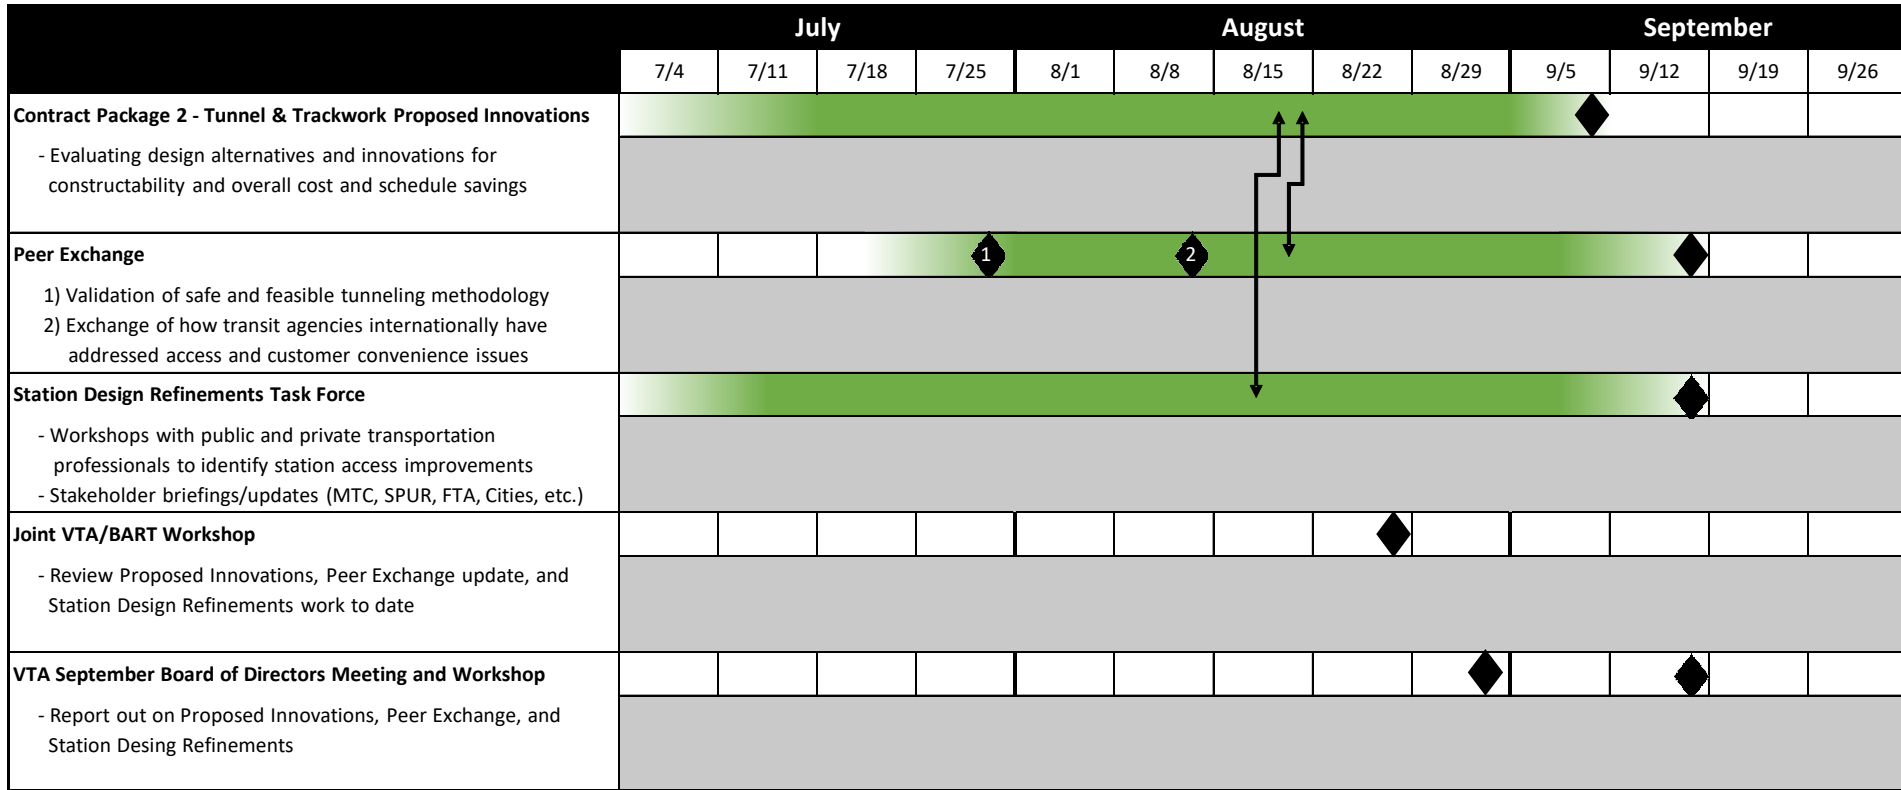 July August September
7/4 7/11 7/18 7/25 8/1 8/8 8/15 8/22 8/29 9/5 9/12 9/19 9/26
Contract Package 2 - Tunnel & Trackwork Proposed Innovations
- Evaluating design alternatives and innovations for
constructability and overall cost and schedule savings
Peer Exchange
1 2
1) Validation of safe and feasible tunneling methodology
2) Exchange of how transit agencies internationally have
addressed access and customer convenience issues
Station Design Refinements Task Force
- Workshops with public and private transportation
professionals to identify station access improvements
- Stakeholder briefings/updates (MTC, SPUR, FTA, Cities, etc.)
Joint VTA/BART Workshop
- Review Proposed Innovations, Peer Exchange update, and
Station Design Refinements work to date
VTA September Board of Directors Meeting and Workshop
- Report out on Proposed Innovations, Peer Exchange, and
Station Desing Refinements